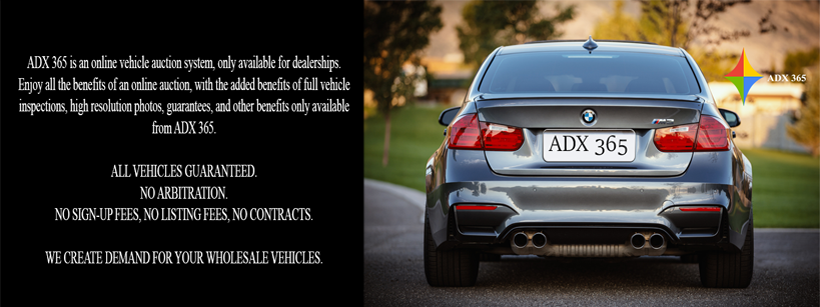 ADX 365 is an online vehicle auction system, only available for dealerships.
Enjoy all the benefits of an online auction, with the added benefits of full vehicle
inspections, high resolution photos, guarantees, and other benefits only available
from ADX 365.
ALL VEHICLES GUARANTEED.
NO ARBITRATION.
NO SIGN-UP FEES, NO LISTING FEES, NO CONTRACTS.
WE CREATE DEMAND FOR YOUR WHOLESALE VEHICLES.
ADX 365
M3
ADX 365